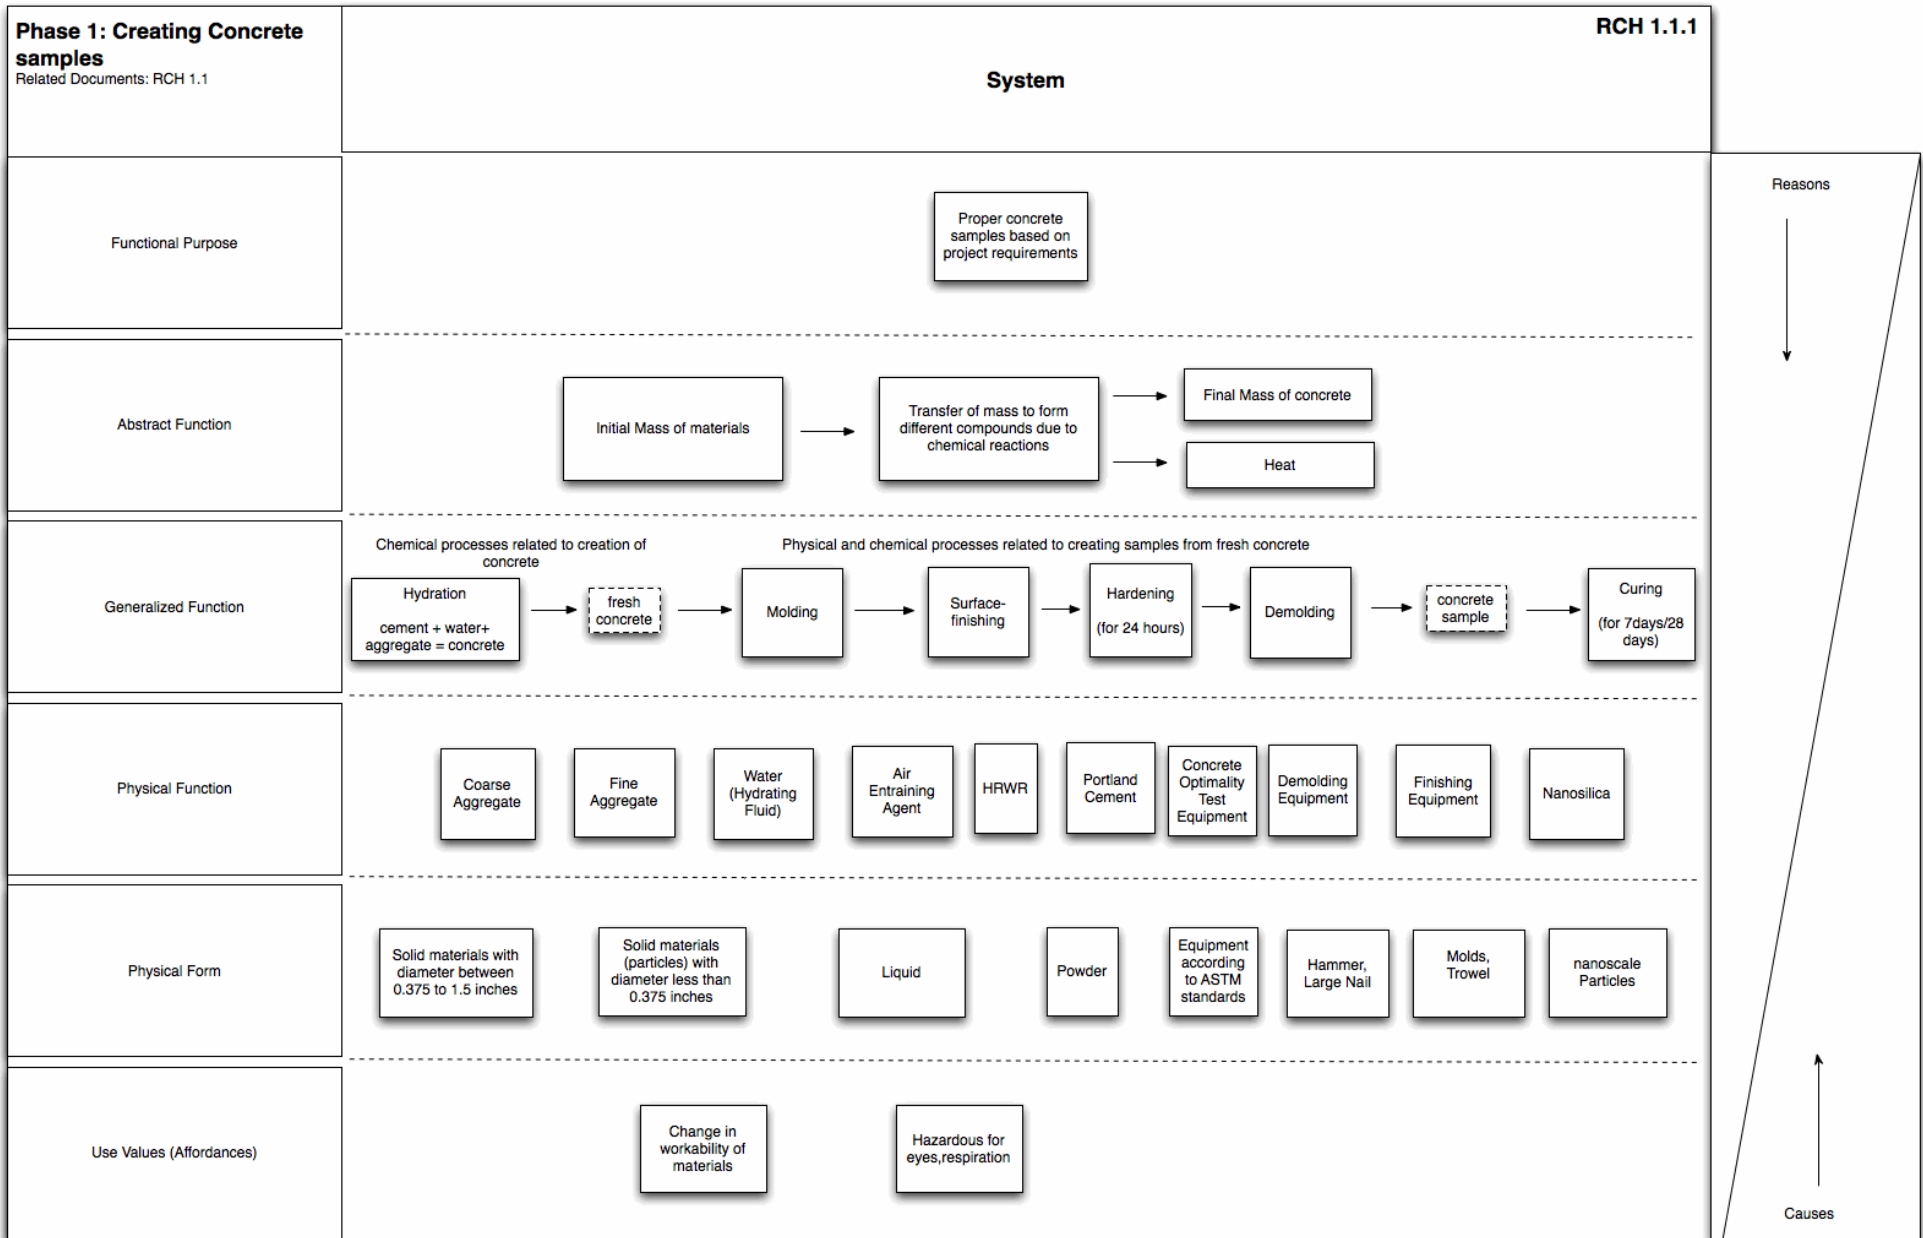 Phase 1: Creating Concrete
samples
Related Documents: RCH 1.1
RCH 1.1.1
System
Reasons
Functional Purpose
Proper concrete
samples based on
project requirements
Abstract Function
Initial Mass of materials
Transfer of mass to form
different compounds due to
chemical reactions
Final Mass of concrete
Heat
Generalized Function
Chemical processes related to creation of
concrete
Physical and chemical processes related to creating samples from fresh concrete
Hydration
cement + water+
aggregate = concrete
fresh
concrete
Molding
Surface-
finishing
Hardening
(for 24 hours)
Demolding
concrete
sample
Curing
(for 7days/28
days)
Physical Function
Coarse
Aggregate
Fine
Aggregate
Water
(Hydrating
Fluid)
Air
Entraining
Agent
HRWR
Portland
Cement
Concrete
Optimality
Test
Equipment
Demolding
Equipment
Finishing
Equipment
Nanosilica
Physical Form
Solid materials with
diameter between
0.375 to 1.5 inches
Solid materials
(particles) with
diameter less than
0.375 inches
Liquid
Powder
Equipment
according
to ASTM
standards
Hammer,
Large Nail
Molds,
Trowel
nanoscale
Particles
Use Values (Affordances)
Change in
workability of
materials
Hazardous for
eyes,respiration
Causes